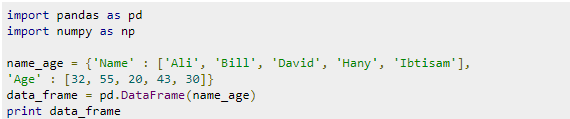 import pandas as pd
import numpy as np
name_age = {'Name' : ['Ali', 'Bill', 'David', 'Hany', 'Ibtisam'],
'Age' : [32, 55, 20, 43, 30]}
data_frame = pd.DataFrame(name_age)
print data_frame